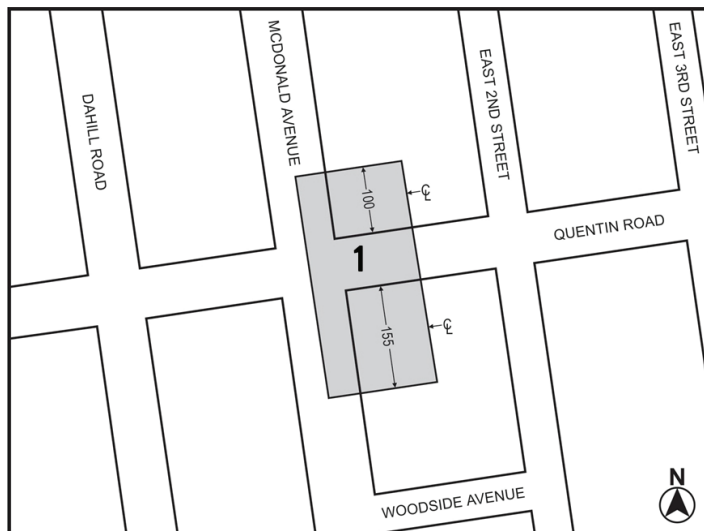 DAHILL ROAD
MCDONALD AVENUE
EAST 2ND STREET
EAST 3RD STREET
100
℄
QUENTIN ROAD
1
155
℄
WOODSIDE AVENUE
N